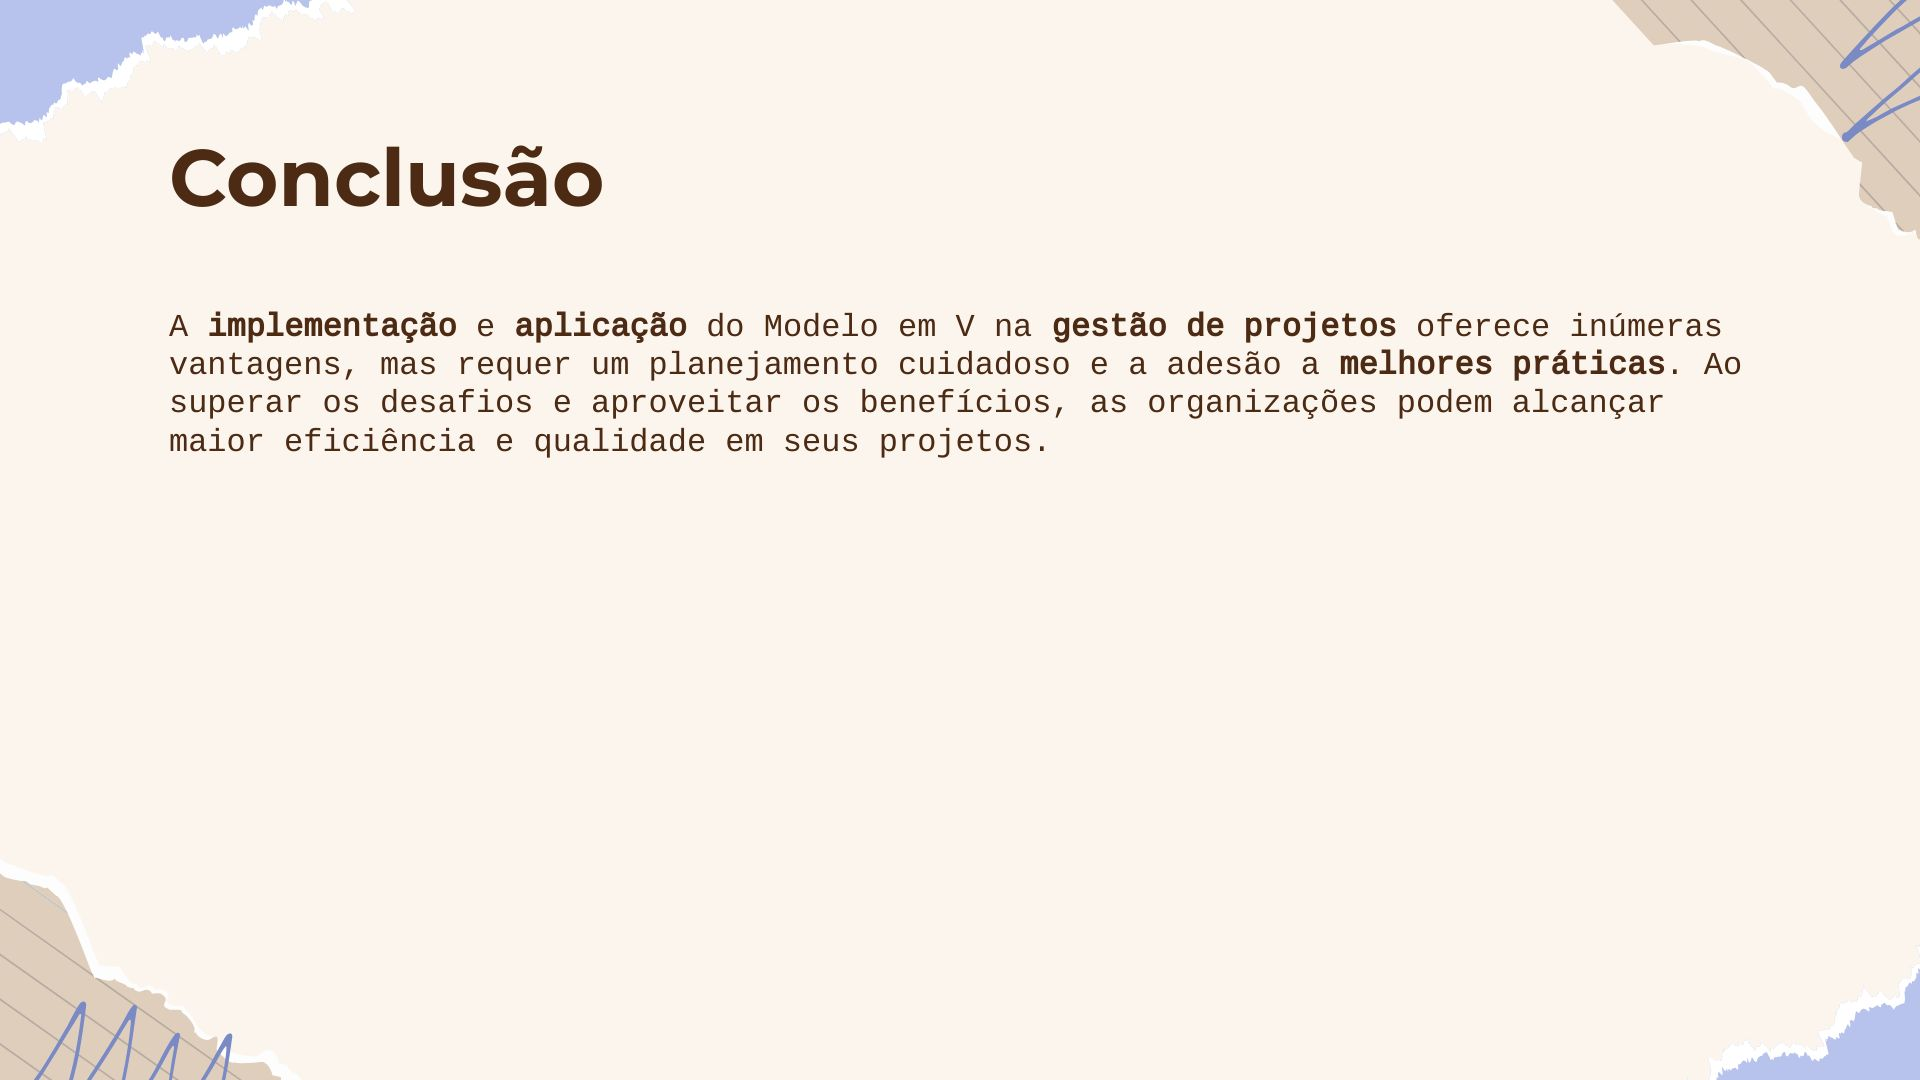 Conclusão
A implementação e aplicação do Modelo em V na gestão de projetos oferece inúmeras
vantagens, mas requer um planejamento cuidadoso e a adesão a melhores práticas. Ao
superar os desafios e aproveitar os benefícios, as organizações podem alcançar
maior eficiência e qualidade em seus projetos.